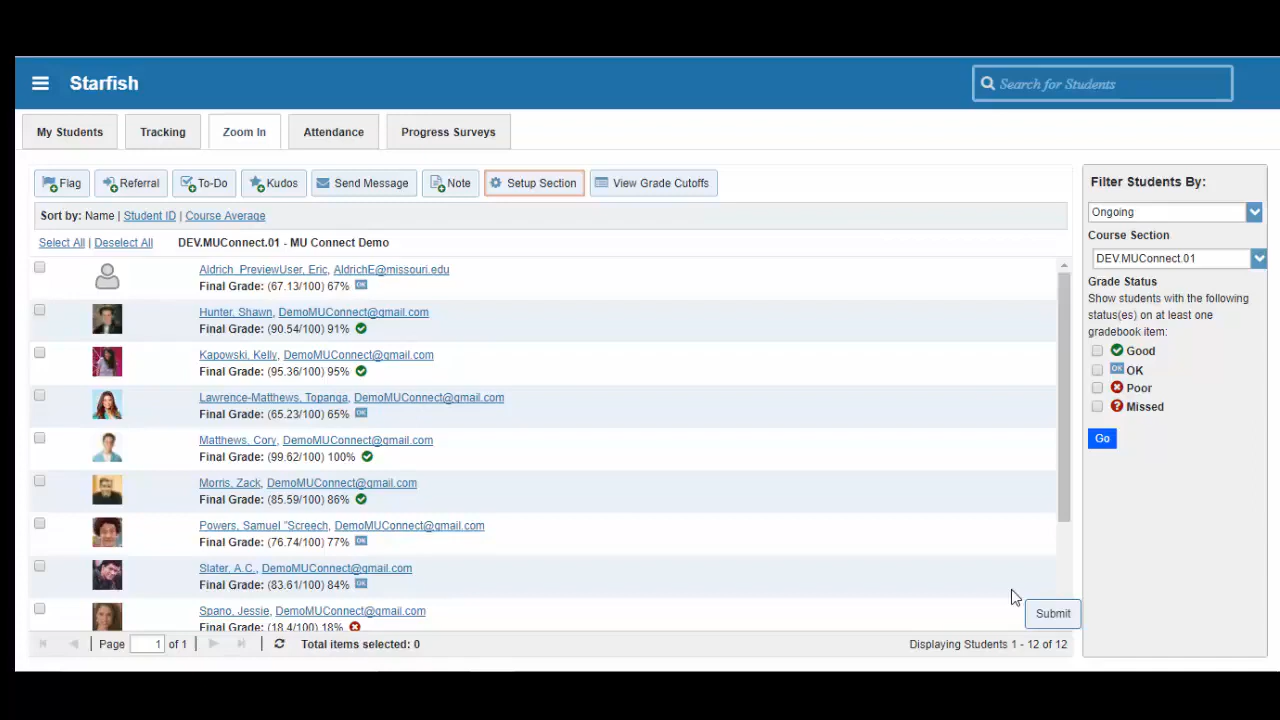 Starfish
Search for Students
My Students
Tracking
Zoom In
Attendance
Progress Surveys
Flag
Referral
To-Do
Kudos
Send Message
Note
Setup Section
View Grade Cutoffs
Sort by: Name | Student ID | Course Average
Select All | Deselect All
DEV.MUConnect.01 - MU Connect Demo
Aldrich_PreviewUser, Eric, AldrichE@missouri.edu
Final Grade: (67.13/100) 67% OK
Hunter, Shawn, DemoMUConnect@gmail.com
Final Grade: (90.54/100) 91%
Kapowski, Kelly, DemoMUConnect@gmail.com
Final Grade: (95.36/100) 95%
Lawrence-Matthews, Topanga, DemoMUConnect@gmail.com
Final Grade: (65.23/100) 65% OK
Matthews, Cory, DemoMUConnect@gmail.com
Final Grade: (99.62/100) 100%
Morris, Zack, DemoMUConnect@gmail.com
Final Grade: (85.59/100) 86%
Powers, Samuel "Screech, DemoMUConnect@gmail.com
Final Grade: (76.74/100) 77% OK
Slater, A.C., DemoMUConnect@gmail.com
Final Grade: (83.61/100) 84% OK
Spano, Jessie, DemoMUConnect@gmail.com
Final Grade: (18.4/100) 18%
Submit
Page 1 of 1
Total items selected: 0
Displaying Students 1 - 12 of 12
Filter Students By:
Ongoing
Course Section
DEV.MUConnect.01
Grade Status
Show students with the following
status(es) on at least one
gradebook item:
Good
OK OK
Poor
Missed
Go